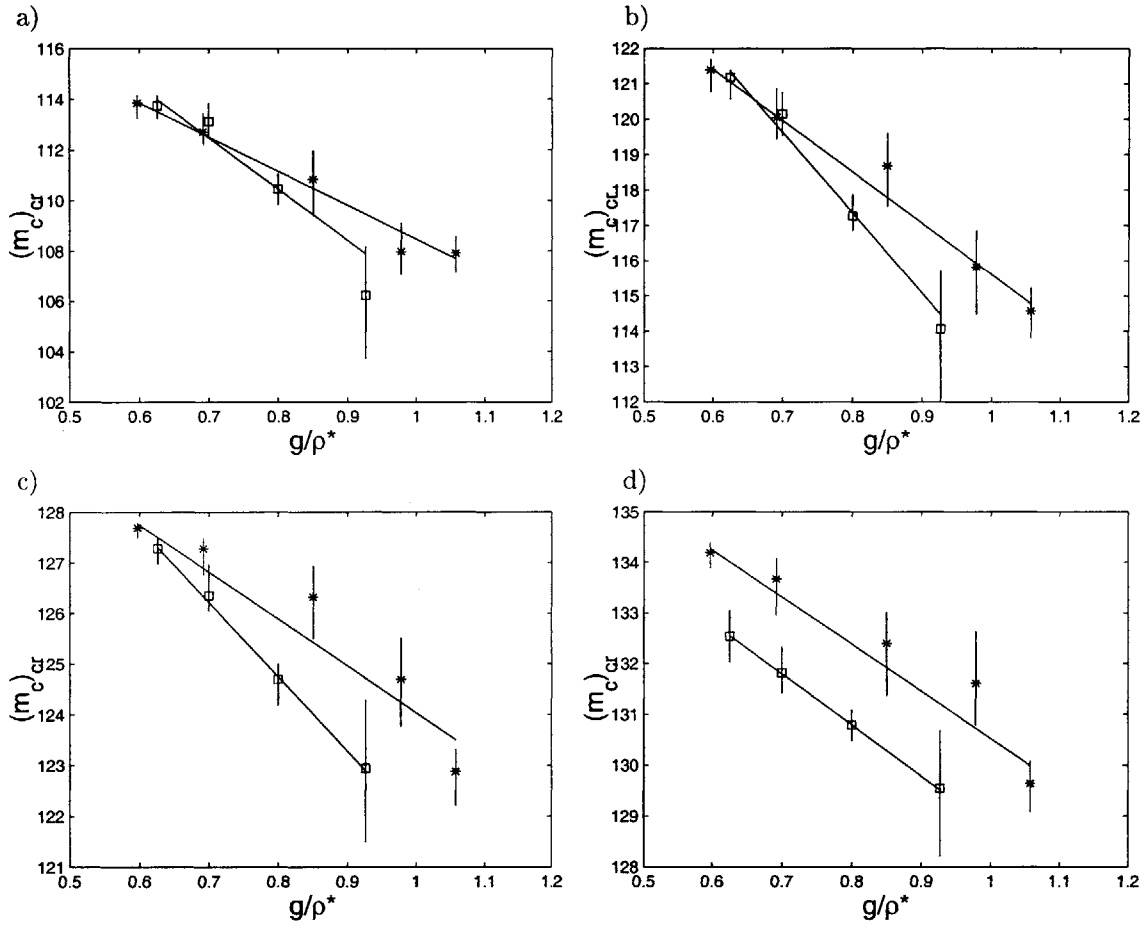 a)
116
114
112
110
108
106
104
102
(m_c)_cr
0.5 0.6 0.7 0.8 0.9 1 1.1 1.2
g/ρ*
b)
122
121
120
119
118
117
116
115
114
113
112
(m_c)_cr
0.5 0.6 0.7 0.8 0.9 1 1.1 1.2
g/ρ*
c)
128
127
126
125
124
123
122
121
(m_c)_cr
0.5 0.6 0.7 0.8 0.9 1 1.1 1.2
g/ρ*
d)
135
134
133
132
131
130
129
128
(m_c)_cr
0.5 0.6 0.7 0.8 0.9 1 1.1 1.2
g/ρ*